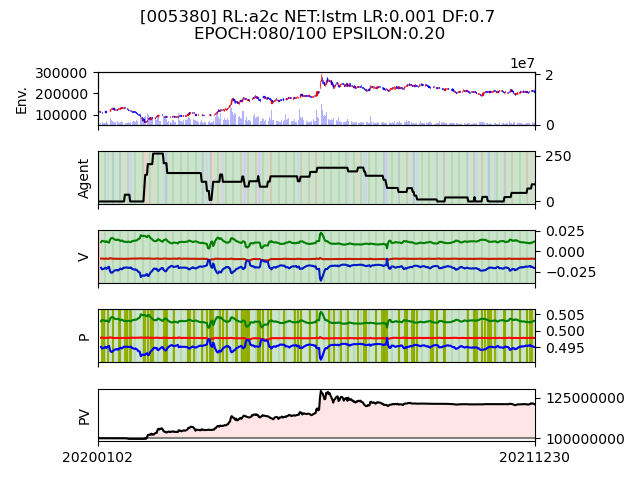 [005380] RL:a2c NET:lstm LR:0.001 DF:0.7
EPOCH:080/100 EPSILON:0.20
1e7
300000
200000
100000
Env.
2
0
Agent
250
0
V
0.025
0.000
−0.025
P
0.505
0.500
0.495
PV
125000000
100000000
20200102
20211230